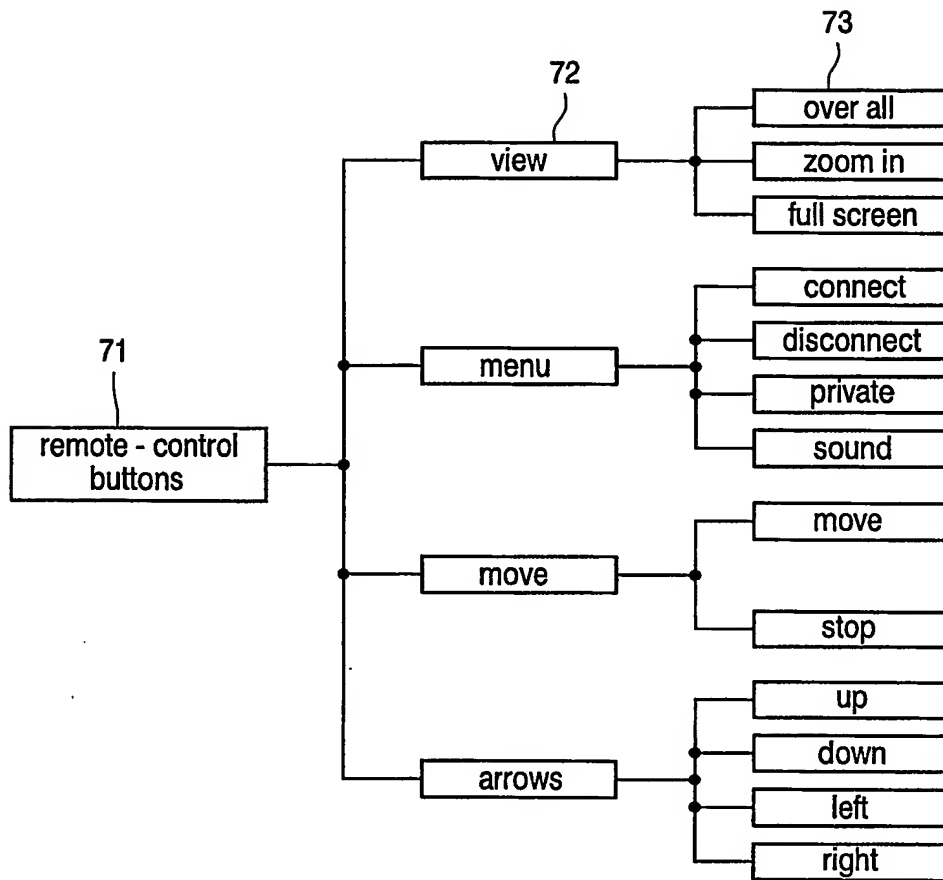 73
72
over all
view
zoom in
full screen
connect
71
disconnect
menu
private
remote - control
buttons
sound
move
move
stop
up
down
arrows
left
right